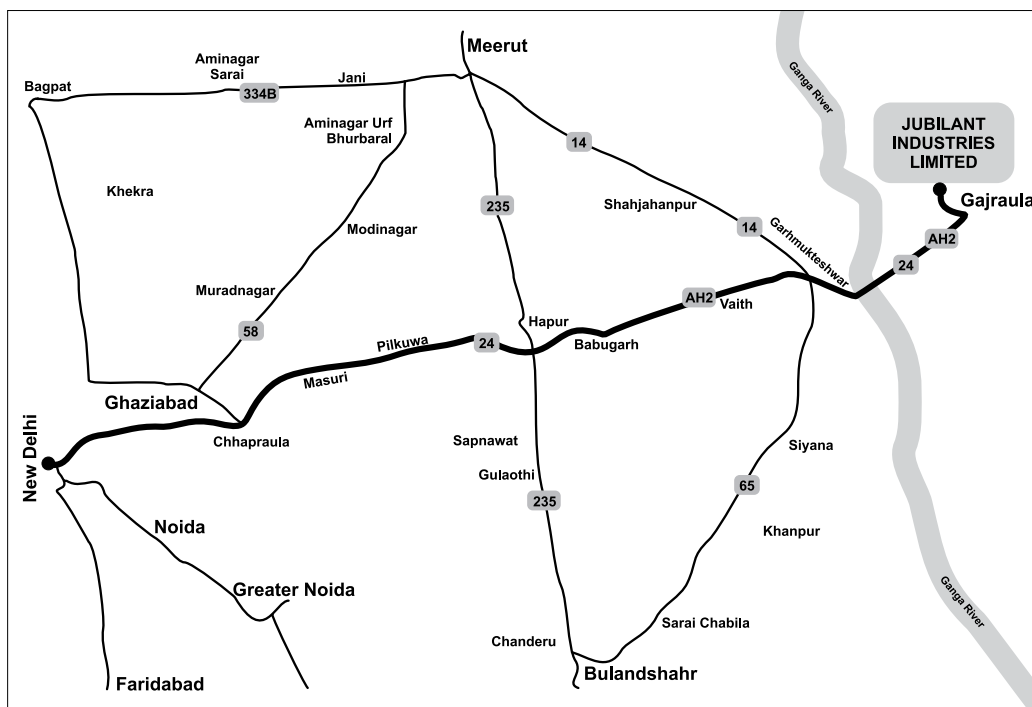 Meerut
Aminagar
Sarai
Jani
Bagpat
334B
Ganga River
JUBILANT
INDUSTRIES
LIMITED
Aminagar Urf
Bhurbaral
14
Khekra
235
Shahjahanpur
Gajraula
Modinagar
14
Garhmukteshwar
AH2
24
Muradnagar
AH2
Vaith
58
Hapur
Pilkuwa
24
Babugarh
Masuri
Ghaziabad
Chhapraula
Sapnawat
Siyana
New Delhi
Gulaothi
65
235
Noida
Khanpur
Greater Noida
Ganga River
Sarai Chabila
Chanderu
Bulandshahr
Faridabad